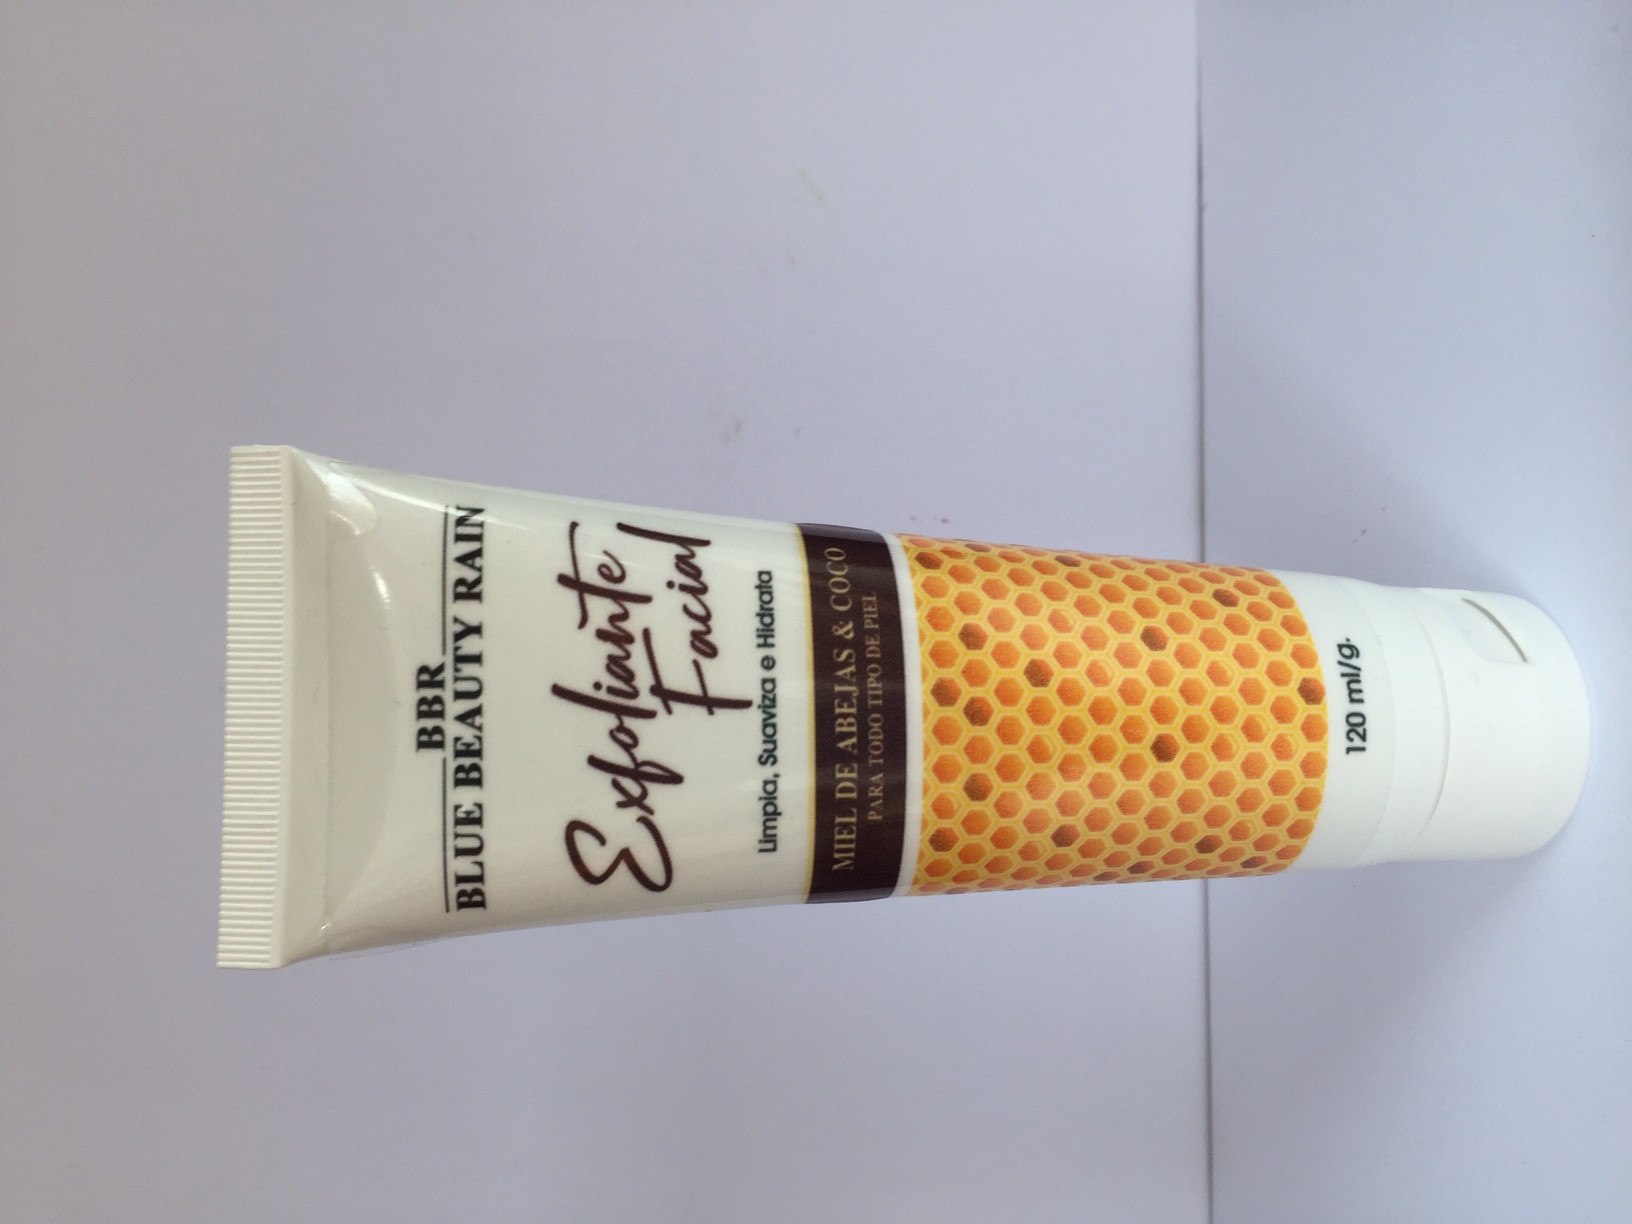 BBR
BLUE BEAUTY RAIN
Exfoliante
Facial
Limpia, Suaviza e Hidrata
MIEL DE ABEJAS & COCO
PARA TODO TIPO DE PIEL
120 ml/g.